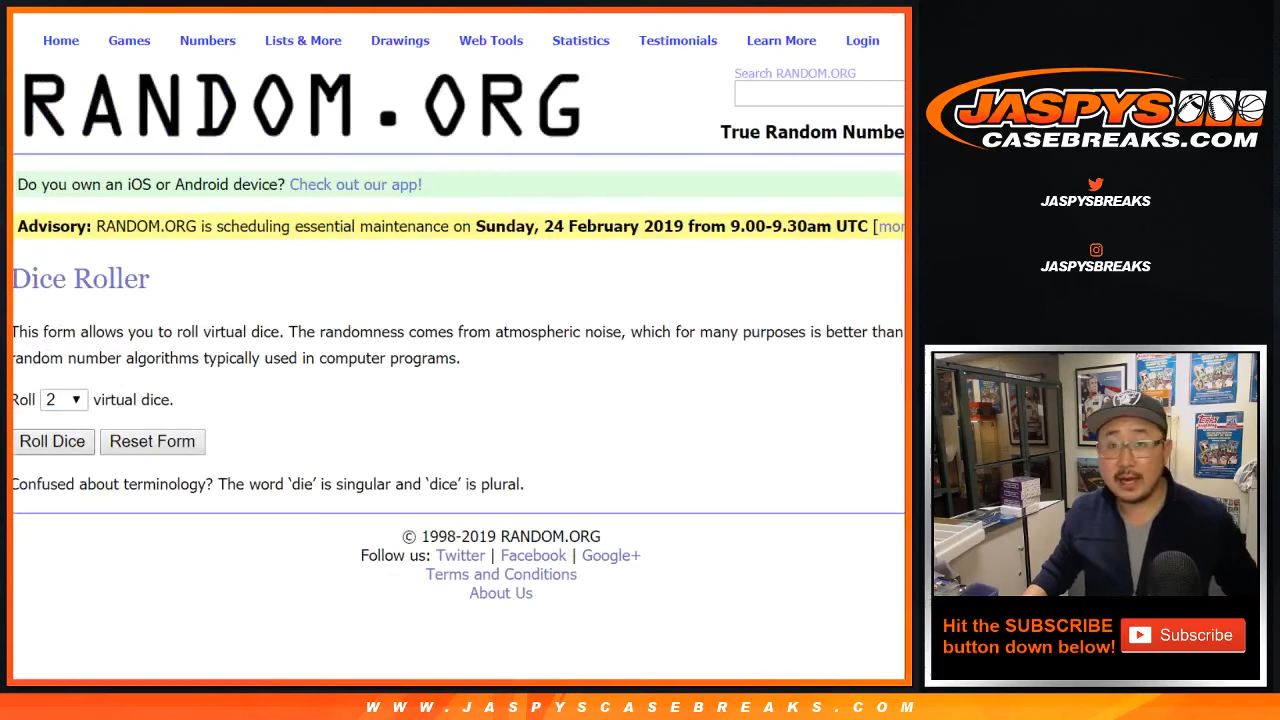 Home Games Numbers Lists & More Drawings Web Tools Statistics Testimonials Learn More Login
RANDOM.ORG
Search RANDOM.ORG
True Random Numbe
Do you own an iOS or Android device? Check out our app!
Advisory: RANDOM.ORG is scheduling essential maintenance on Sunday, 24 February 2019 from 9.00-9.30am UTC [mor
Dice Roller
This form allows you to roll virtual dice. The randomness comes from atmospheric noise, which for many purposes is better than
random number algorithms typically used in computer programs.
Roll 2 virtual dice.
Roll Dice Reset Form
Confused about terminology? The word ‘die’ is singular and ‘dice’ is plural.
© 1998-2019 RANDOM.ORG
Follow us: Twitter | Facebook | Google+
Terms and Conditions
About Us
JASPYS
CASEBREAKS.COM
JASPYSBREAKS
JASPYSBREAKS
Hit the SUBSCRIBE
button down below!
Subscribe
WWW.JASPYSCASEBREAKS.COM